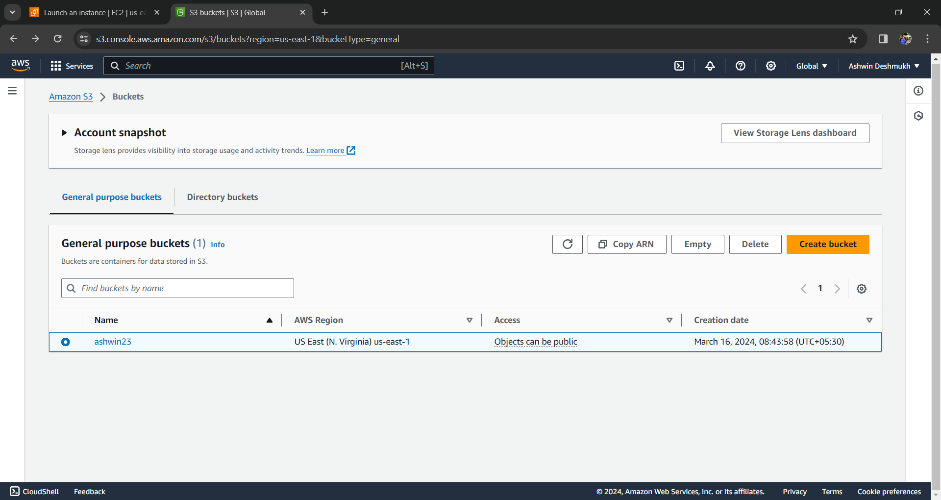 Launch an instance | EC2 | us-ea
S3 buckets | S3 | Global
s3.console.aws.amazon.com/s3/buckets?region=us-east-1&bucketType=general
aws
Services
Search
[Alt+S]
Global
Ashwin Deshmukh
Amazon S3
Buckets
Account snapshot
View Storage Lens dashboard
Storage lens provides visibility into storage usage and activity trends. Learn more
General purpose buckets
Directory buckets
General purpose buckets (1) Info
Copy ARN
Empty
Delete
Create bucket
Buckets are containers for data stored in S3.
Find buckets by name
1
Name
AWS Region
Access
Creation date
ashwin23
US East (N. Virginia) us-east-1
Objects can be public
March 16, 2024, 08:43:58 (UTC+05:30)
CloudShell
Feedback
© 2024, Amazon Web Services, Inc. or its affiliates.
Privacy
Terms
Cookie preferences